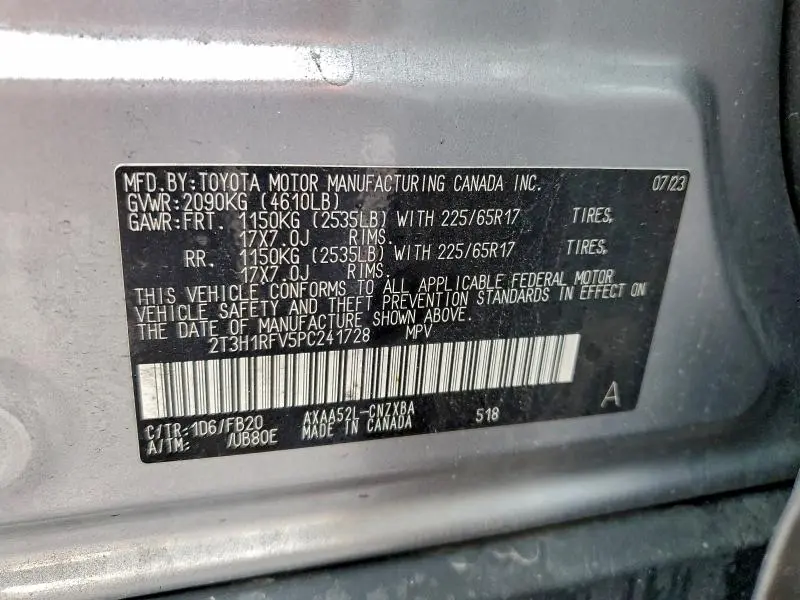 MFD.BY:TOYOTA MOTOR MANUFACTURING CANADA INC. 07/23
GVWR:2090KG (4610LB)
GAWR:FRT. 1150KG (2535LB) WITH 225/65R17 TIRES,
17X7.0J RIMS.
RR. 1150KG (2535LB) WITH 225/65R17 TIRES,
17X7.0J RIMS.
THIS VEHICLE CONFORMS TO ALL APPLICABLE FEDERAL MOTOR
VEHICLE SAFETY AND THEFT PREVENTION STANDARDS IN EFFECT ON
THE DATE OF MANUFACTURE SHOWN ABOVE.
2T3H1RFV5PC241728 MPV
C/TR:1D6/FB20 AXAA52L-CNZXBA 518 A
A/TM: /UB80E MADE IN CANADA